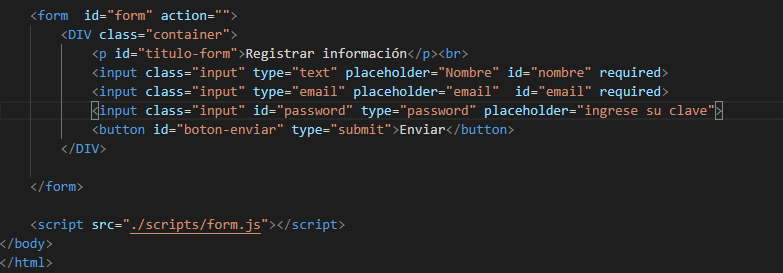 <form  id="form" action="">
<DIV class="container">
<p id="titulo-form">Registrar información</p><br>
<input class="input" type="text" placeholder="Nombre" id="nombre" required>
<input class="input" type="email" placeholder="email"  id="email" required>
<input class="input" id="password" type="password" placeholder="ingrese su clave">
<button id="boton-enviar" type="submit">Enviar</button>
</DIV>
</form>
<script src="./scripts/form.js"></script>
</body>
</html>